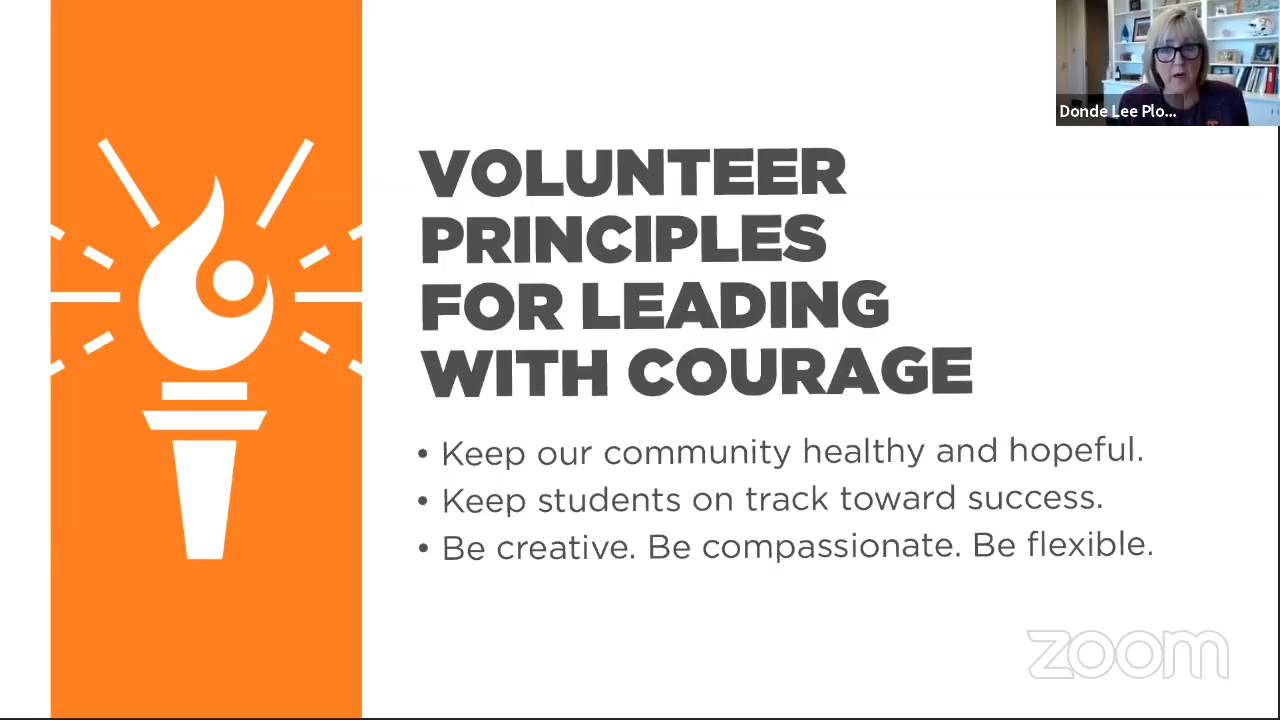 Donde Lee Plo...
VOLUNTEER
PRINCIPLES
FOR LEADING
WITH COURAGE
• Keep our community healthy and hopeful.
• Keep students on track toward success.
• Be creative. Be compassionate. Be flexible.
zoom